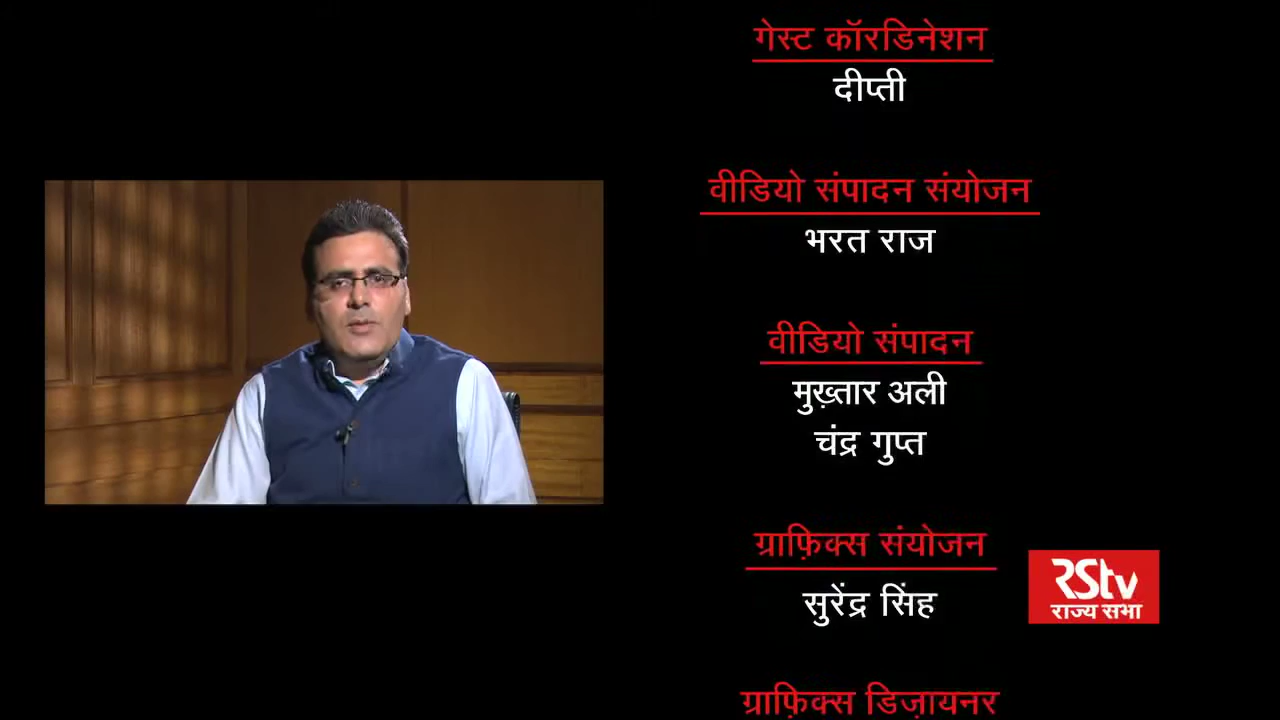 गेस्ट कॉरडिनेशन
दीप्ती
वीडियो संपादन संयोजन
भरत राज
वीडियो संपादन
मुख़्तार अली
चंद्र गुप्त
ग्राफ़िक्स संयोजन
सुरेंद्र सिंह
RStv
राज्य सभा
ग्राफ़िक्स डिज़ायनर